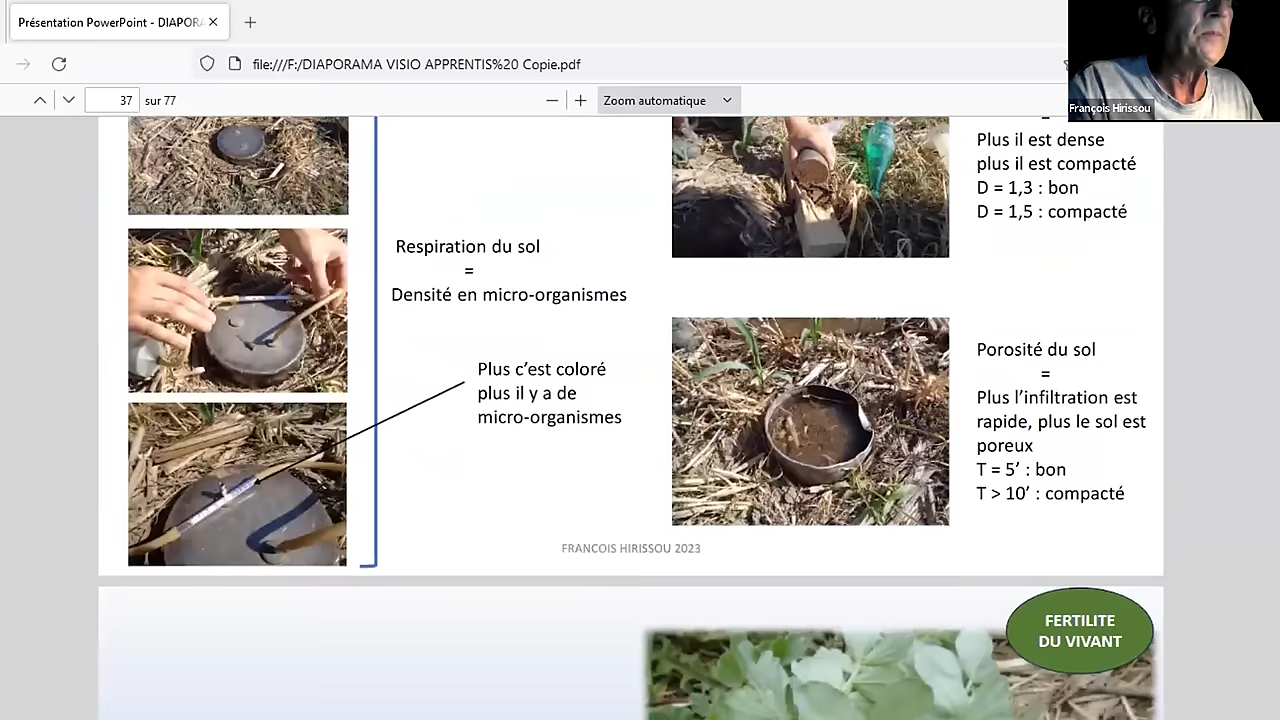 Présentation PowerPoint - DIAPORA
file:///F:/DIAPORAMA VISIO APPRENTIS%20 Copie.pdf
37 sur 77
Zoom automatique
François Hirissou
Respiration du sol
=
Densité en micro-organismes
Plus c’est coloré
plus il y a de
micro-organismes
=
Plus il est dense
plus il est compacté
D = 1,3 : bon
D = 1,5 : compacté
Porosité du sol
=
Plus l’infiltration est
rapide, plus le sol est
poreux
T = 5’ : bon
T > 10’ : compacté
FRANCOIS HIRISSOU 2023
FERTILITE
DU VIVANT